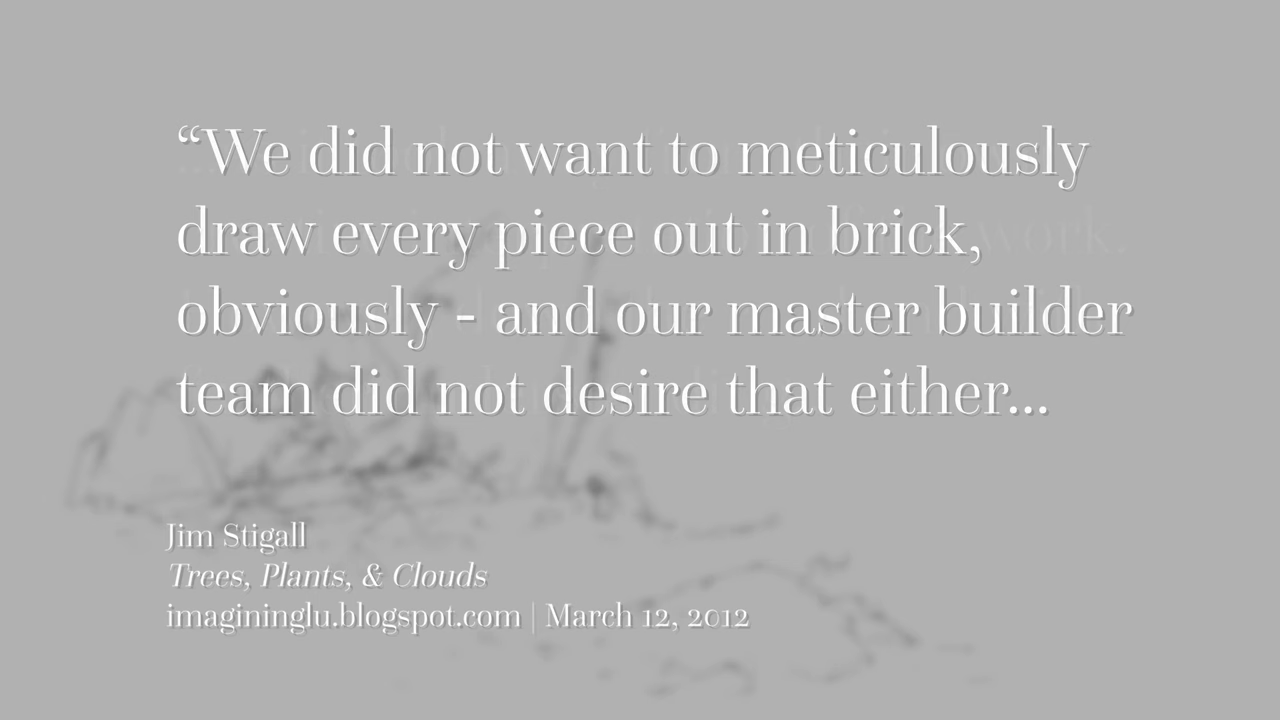 “We did not want to meticulously
draw every piece out in brick,
obviously - and our master builder
team did not desire that either...
Jim Stigall
Trees, Plants, & Clouds
imagininglu.blogspot.com | March 12, 2012